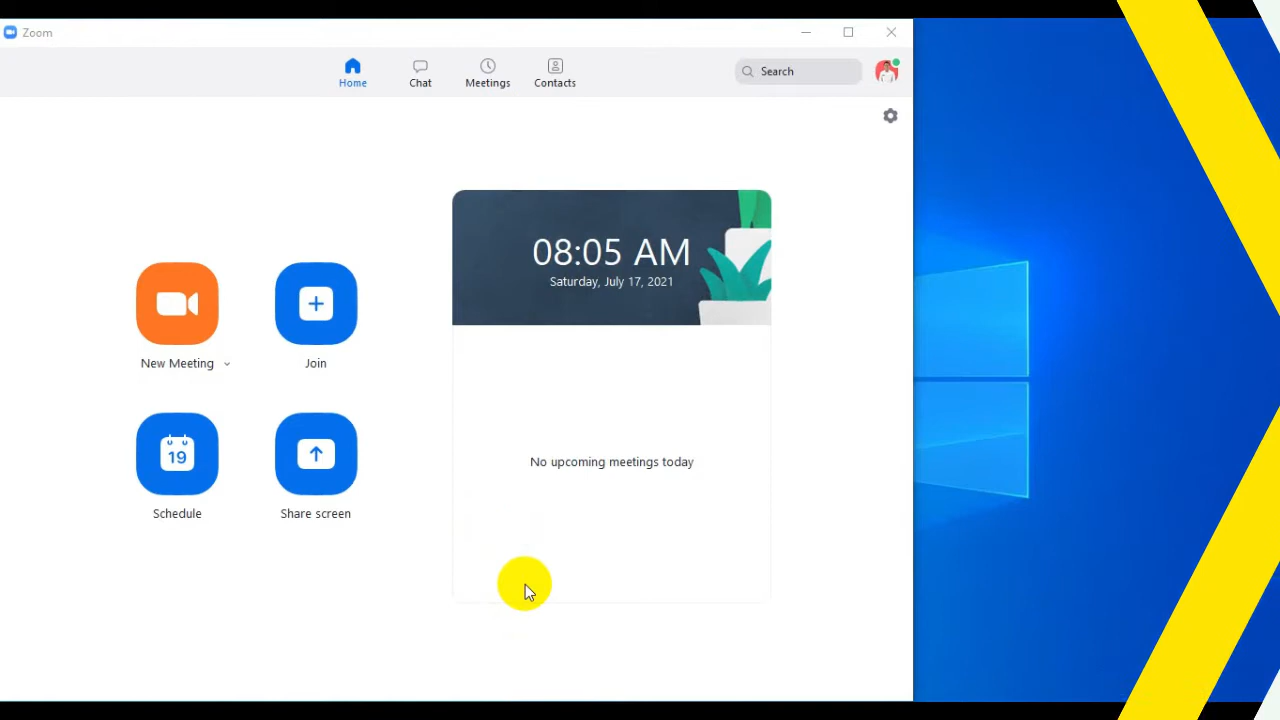 Zoom
Home
Chat
Meetings
Contacts
Search
08:05 AM
Saturday, July 17, 2021
New Meeting
Join
19
Schedule
Share screen
No upcoming meetings today